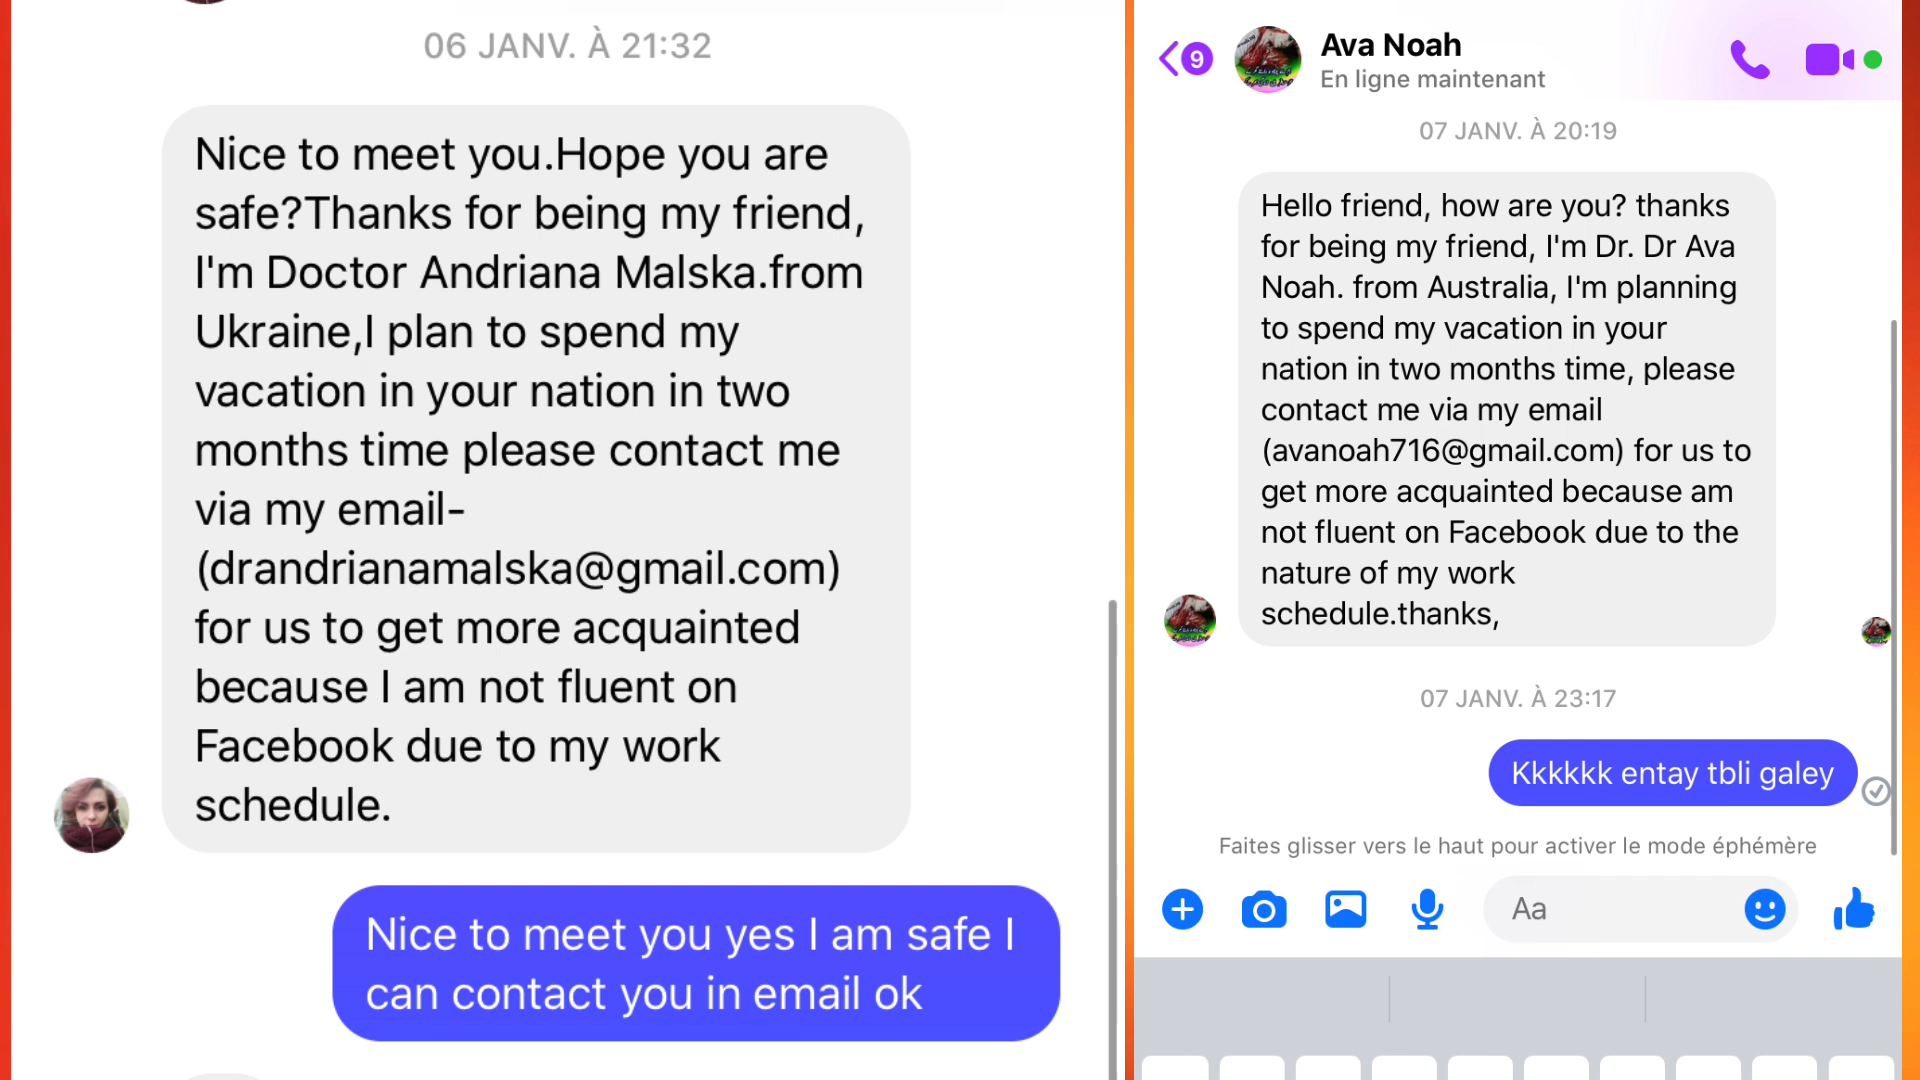 06 JANV. À 21:32
Nice to meet you.Hope you are
safe?Thanks for being my friend,
I'm Doctor Andriana Malska.from
Ukraine,I plan to spend my
vacation in your nation in two
months time please contact me
via my email-
(drandrianamalska@gmail.com)
for us to get more acquainted
because I am not fluent on
Facebook due to my work
schedule.
Nice to meet you yes I am safe I
can contact you in email ok
9
Ava Noah
En ligne maintenant
07 JANV. À 20:19
Hello friend, how are you? thanks
for being my friend, I'm Dr. Dr Ava
Noah. from Australia, I'm planning
to spend my vacation in your
nation in two months time, please
contact me via my email
(avanoah716@gmail.com) for us to
get more acquainted because am
not fluent on Facebook due to the
nature of my work
schedule.thanks,
07 JANV. À 23:17
Kkkkkk entay tbli galey
Faites glisser vers le haut pour activer le mode éphémère
Aa